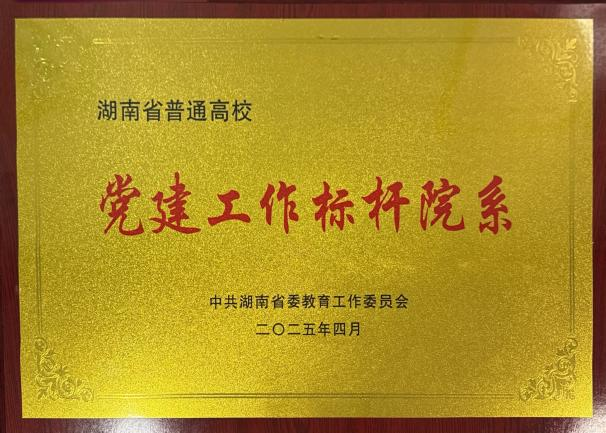 湖南省普通高校
党建工作标杆院系
中共湖南省委教育工作委员会
二〇二五年四月